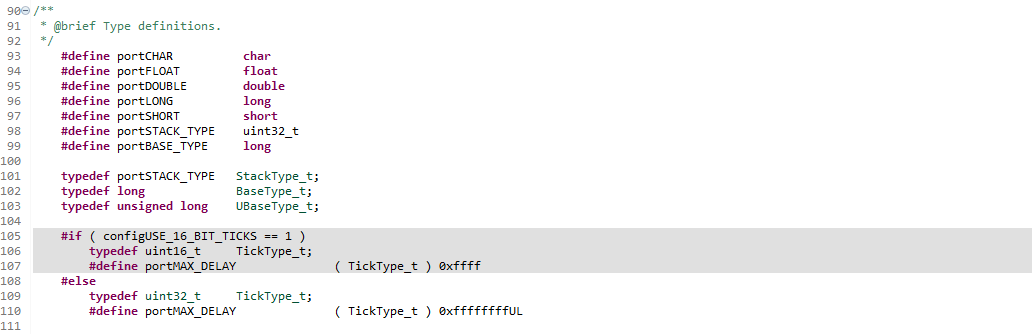 90 /**
91  * @brief Type definitions.
92  */
93     #define portCHAR          char
94     #define portFLOAT         float
95     #define portDOUBLE        double
96     #define portLONG          long
97     #define portSHORT         short
98     #define portSTACK_TYPE    uint32_t
99     #define portBASE_TYPE     long
100
101     typedef portSTACK_TYPE   StackType_t;
102     typedef long             BaseType_t;
103     typedef unsigned long    UBaseType_t;
104
105     #if ( configUSE_16_BIT_TICKS == 1 )
106         typedef uint16_t     TickType_t;
107         #define portMAX_DELAY              ( TickType_t ) 0xffff
108     #else
109         typedef uint32_t     TickType_t;
110         #define portMAX_DELAY              ( TickType_t ) 0xffffffffUL
111